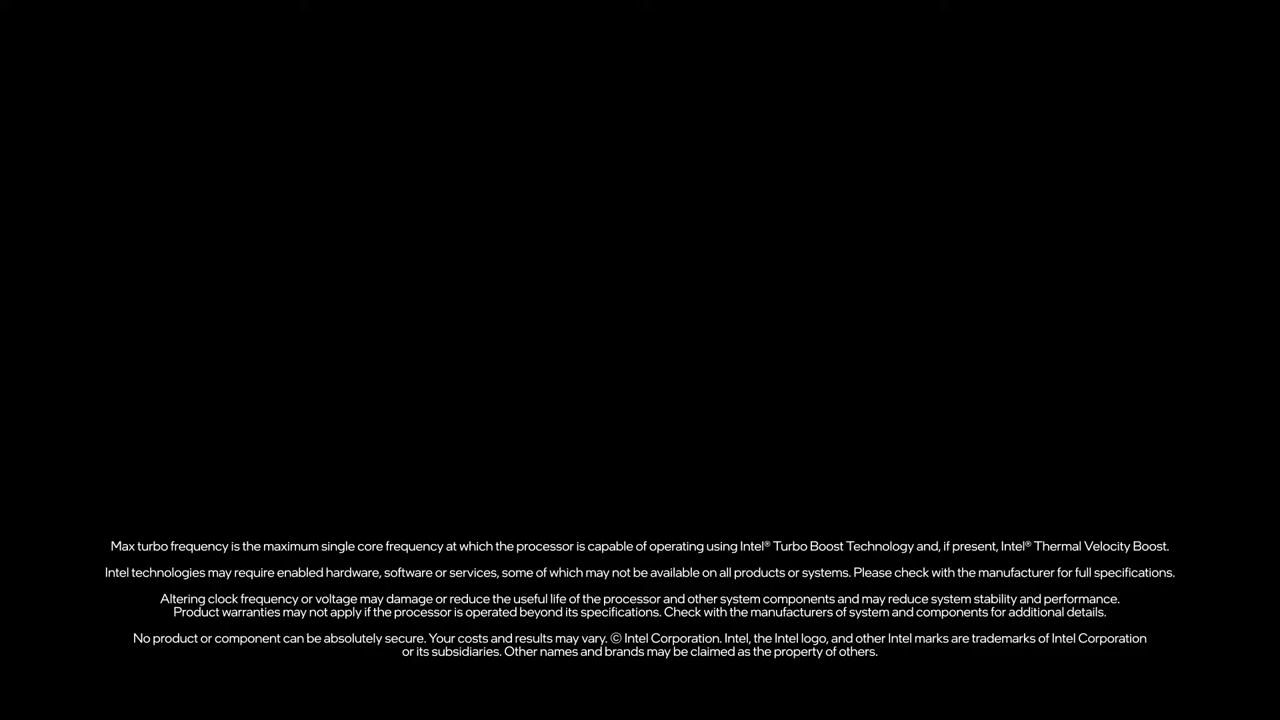 Max turbo frequency is the maximum single core frequency at which the processor is capable of operating using Intel® Turbo Boost Technology and, if present, Intel® Thermal Velocity Boost.
Intel technologies may require enabled hardware, software or services, some of which may not be available on all products or systems. Please check with the manufacturer for full specifications.
Altering clock frequency or voltage may damage or reduce the useful life of the processor and other system components and may reduce system stability and performance.
Product warranties may not apply if the processor is operated beyond its specifications. Check with the manufacturers of system and components for additional details.
No product or component can be absolutely secure. Your costs and results may vary. © Intel Corporation. Intel, the Intel logo, and other Intel marks are trademarks of Intel Corporation
or its subsidiaries. Other names and brands may be claimed as the property of others.